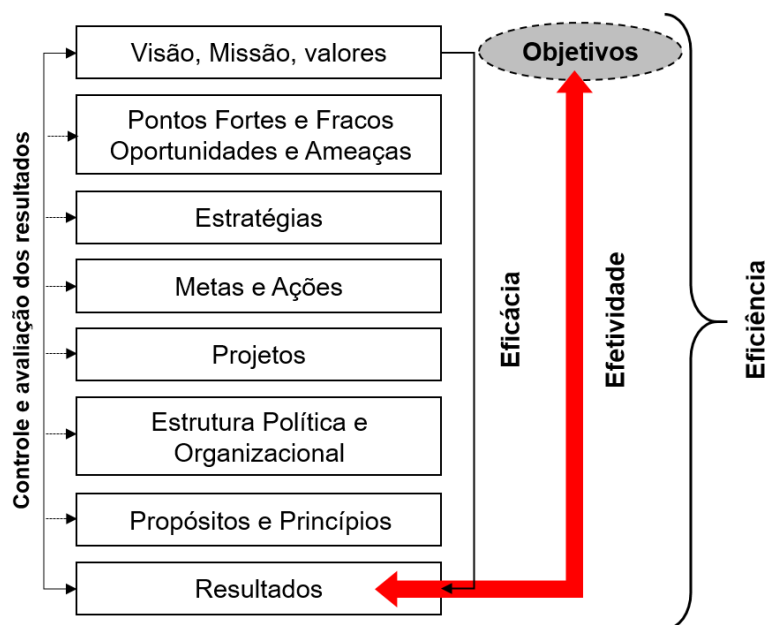 Visão, Missão, valores
Objetivos
Pontos Fortes e Fracos
Oportunidades e Ameaças
Estratégias
Metas e Ações
Projetos
Estrutura Política e
Organizacional
Propósitos e Princípios
Resultados
Controle e avaliação dos resultados
Eficácia
Efetividade
Eficiência